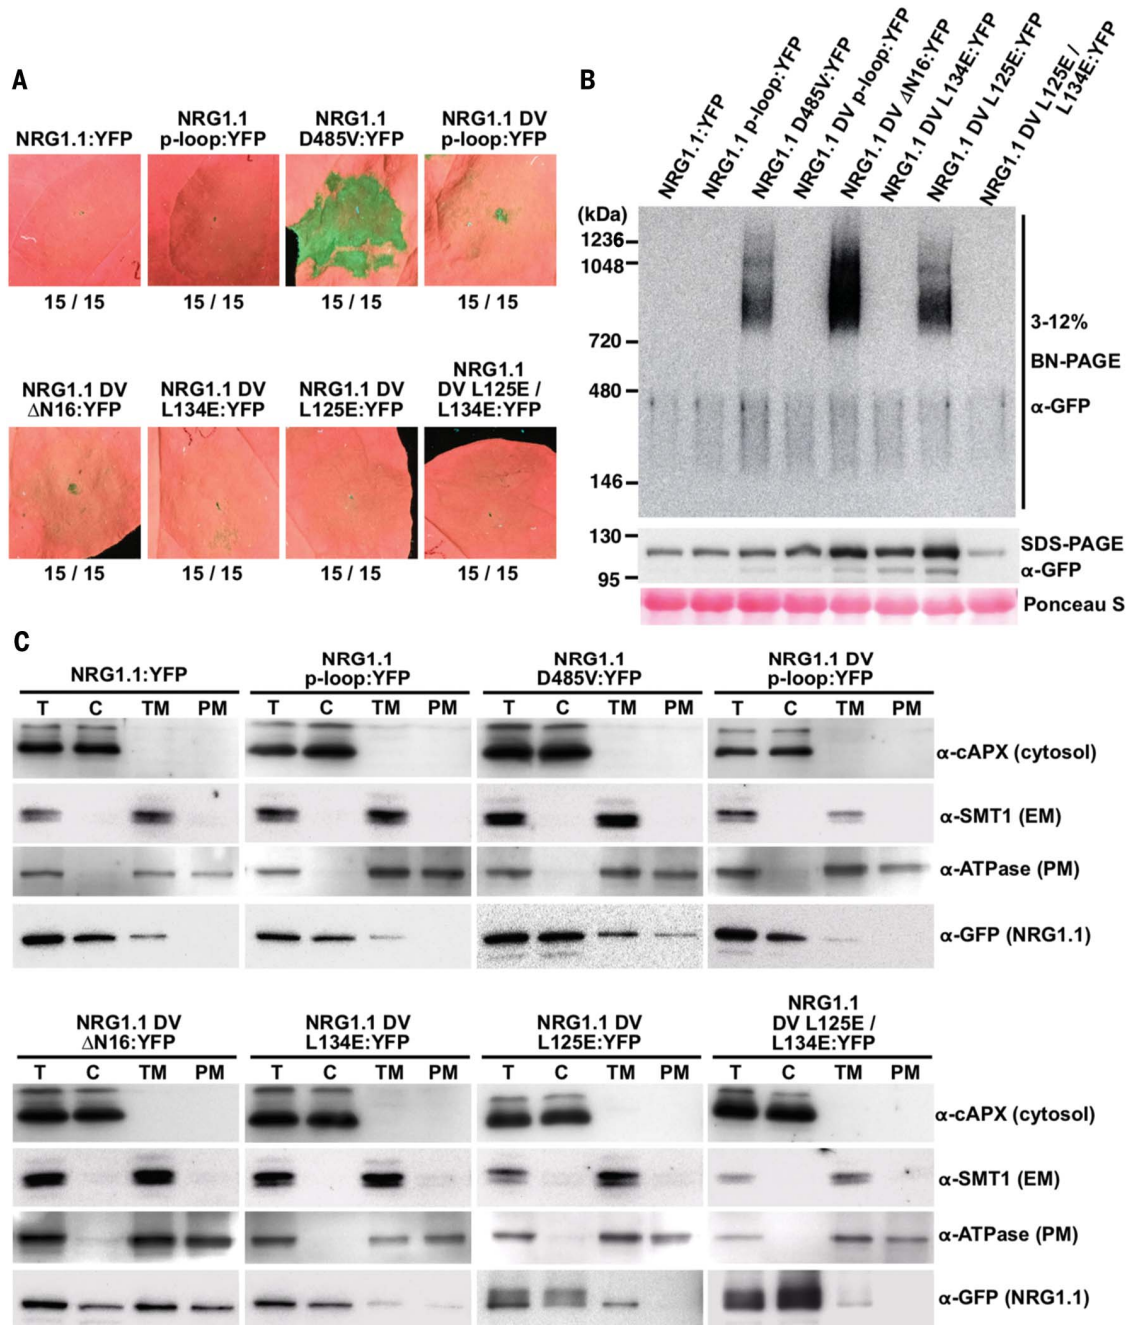 A
NRG1.1:YFP
NRG1.1
p-loop:YFP
NRG1.1
D485V:YFP
NRG1.1 DV
p-loop:YFP
15 / 15
15 / 15
15 / 15
15 / 15
NRG1.1 DV
ΔN16:YFP
NRG1.1 DV
L134E:YFP
NRG1.1 DV
L125E:YFP
NRG1.1
DV L125E /
L134E:YFP
15 / 15
15 / 15
15 / 15
15 / 15
B
NRG1.1:YFP
NRG1.1 p-loop:YFP
NRG1.1 D485V:YFP
NRG1.1 DV p-loop:YFP
NRG1.1 DV ΔN16:YFP
NRG1.1 DV L134E:YFP
NRG1.1 DV L125E:YFP
NRG1.1 DV L125E /
L134E:YFP
(kDa)
1236
1048
720
480
146
3-12%
BN-PAGE
α-GFP
130
95
SDS-PAGE
α-GFP
Ponceau S
C
NRG1.1:YFP
NRG1.1
p-loop:YFP
NRG1.1
D485V:YFP
NRG1.1 DV
p-loop:YFP
T C TM PM
T C TM PM
T C TM PM
T C TM PM
α-cAPX (cytosol)
α-SMT1 (EM)
α-ATPase (PM)
α-GFP (NRG1.1)
NRG1.1 DV
ΔN16:YFP
NRG1.1 DV
L134E:YFP
NRG1.1 DV
L125E:YFP
NRG1.1
DV L125E /
L134E:YFP
T C TM PM
T C TM PM
T C TM PM
T C TM PM
α-cAPX (cytosol)
α-SMT1 (EM)
α-ATPase (PM)
α-GFP (NRG1.1)